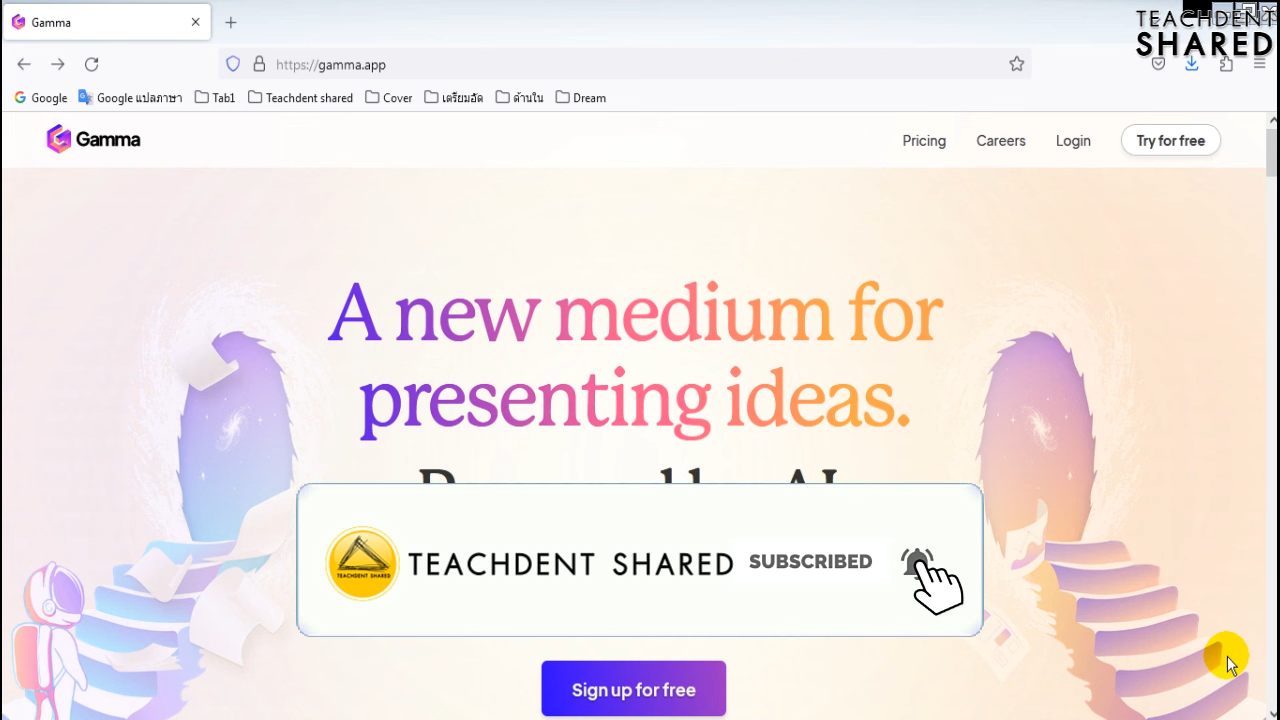 Gamma
TEACHDENT
SHARED
https://gamma.app
Google
Google แปลภาษา
Tab1
Teachdent shared
Cover
เตรียมอัด
ด้านใน
Dream
Gamma
Pricing
Careers
Login
Try for free
A new medium for
presenting ideas.
TEACHDENT SHARED
SUBSCRIBED
TEACHDENT SHARED
Sign up for free